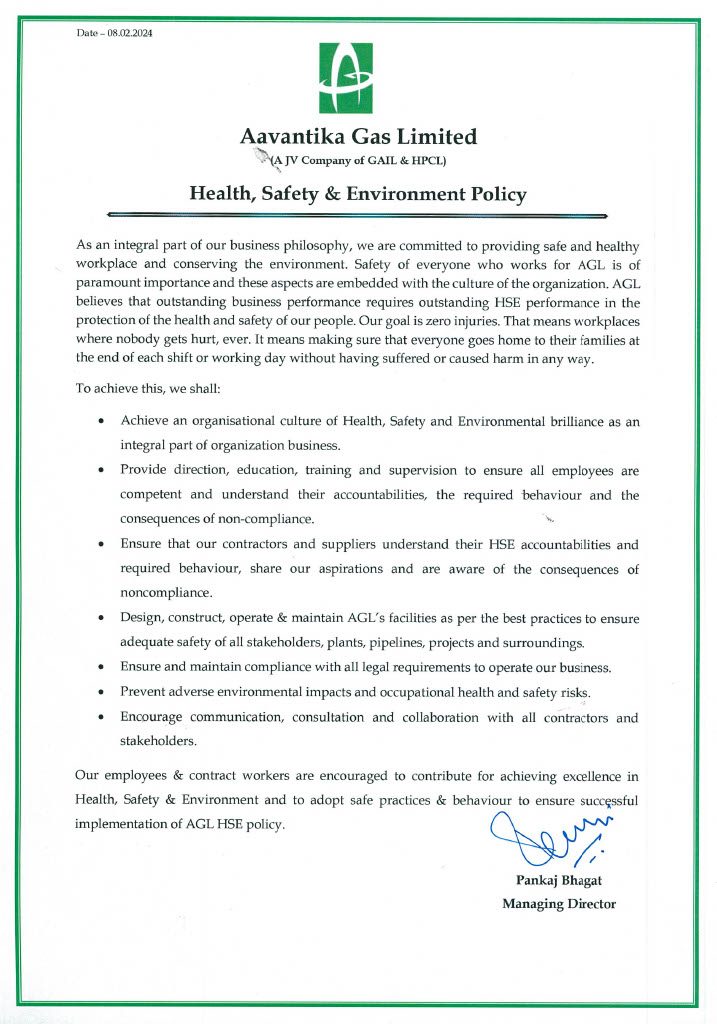 Date – 08.02.2024
Aavantika Gas Limited
(A JV Company of GAIL & HPCL)
Health, Safety & Environment Policy
As an integral part of our business philosophy, we are committed to providing safe and healthy
workplace and conserving the environment. Safety of everyone who works for AGL is of
paramount importance and these aspects are embedded with the culture of the organization. AGL
believes that outstanding business performance requires outstanding HSE performance in the
protection of the health and safety of our people. Our goal is zero injuries. That means workplaces
where nobody gets hurt, ever. It means making sure that everyone goes home to their families at
the end of each shift or working day without having suffered or caused harm in any way.
To achieve this, we shall:
• Achieve an organisational culture of Health, Safety and Environmental brilliance as an
integral part of organization business.
• Provide direction, education, training and supervision to ensure all employees are
competent and understand their accountabilities, the required behaviour and the
consequences of non-compliance.
• Ensure that our contractors and suppliers understand their HSE accountabilities and
required behaviour, share our aspirations and are aware of the consequences of
noncompliance.
• Design, construct, operate & maintain AGL's facilities as per the best practices to ensure
adequate safety of all stakeholders, plants, pipelines, projects and surroundings.
• Ensure and maintain compliance with all legal requirements to operate our business.
• Prevent adverse environmental impacts and occupational health and safety risks.
• Encourage communication, consultation and collaboration with all contractors and
stakeholders.
Our employees & contract workers are encouraged to contribute for achieving excellence in
Health, Safety & Environment and to adopt safe practices & behaviour to ensure successful
implementation of AGL HSE policy.
Pankaj Bhagat
Managing Director